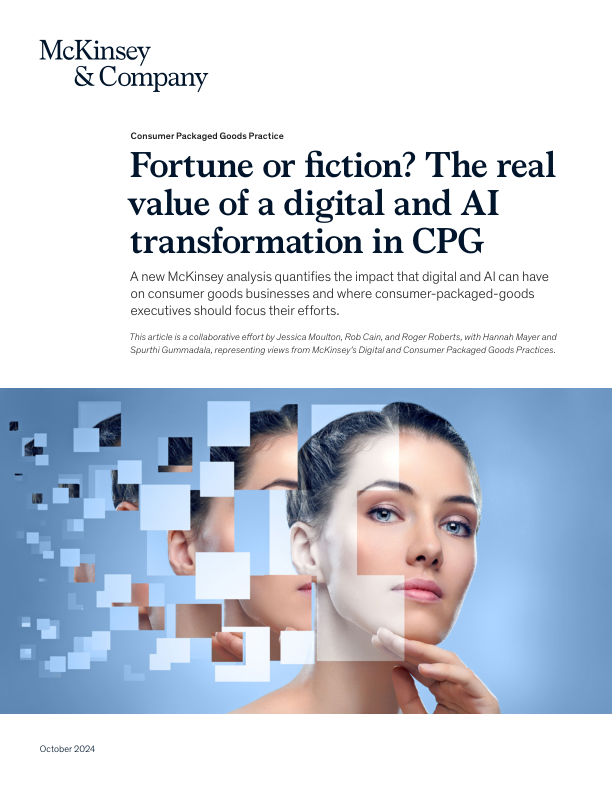 McKinsey
& Company
Consumer Packaged Goods Practice
Fortune or fiction? The real
value of a digital and AI
transformation in CPG
A new McKinsey analysis quantifies the impact that digital and AI can have
on consumer goods businesses and where consumer-packaged-goods
executives should focus their efforts.
This article is a collaborative effort by Jessica Moulton, Rob Cain, and Roger Roberts, with Hannah Mayer and
Spurthi Gummadala, representing views from McKinsey’s Digital and Consumer Packaged Goods Practices.
October 2024